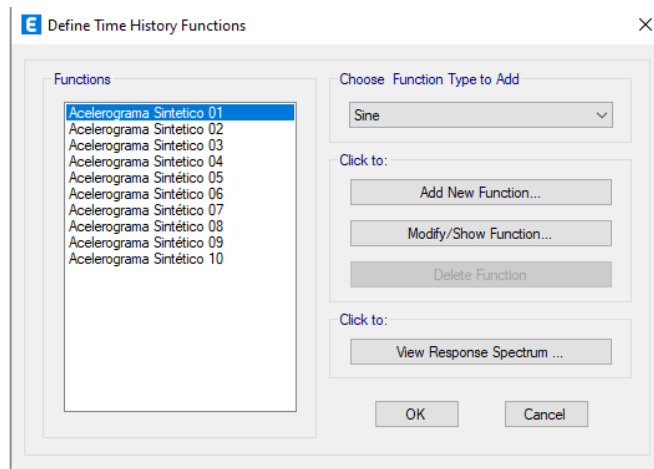 E Define Time History Functions
Functions
Acelerograma Sintetico 01
Acelerograma Sintetico 02
Acelerograma Sintetico 03
Acelerograma Sintetico 04
Acelerograma Sintético 05
Acelerograma Sintético 06
Acelerograma Sintético 07
Acelerograma Sintético 08
Acelerograma Sintético 09
Acelerograma Sintético 10
Choose Function Type to Add
Sine
Click to:
Add New Function...
Modify/Show Function...
Delete Function
Click to:
View Response Spectrum ...
OK
Cancel